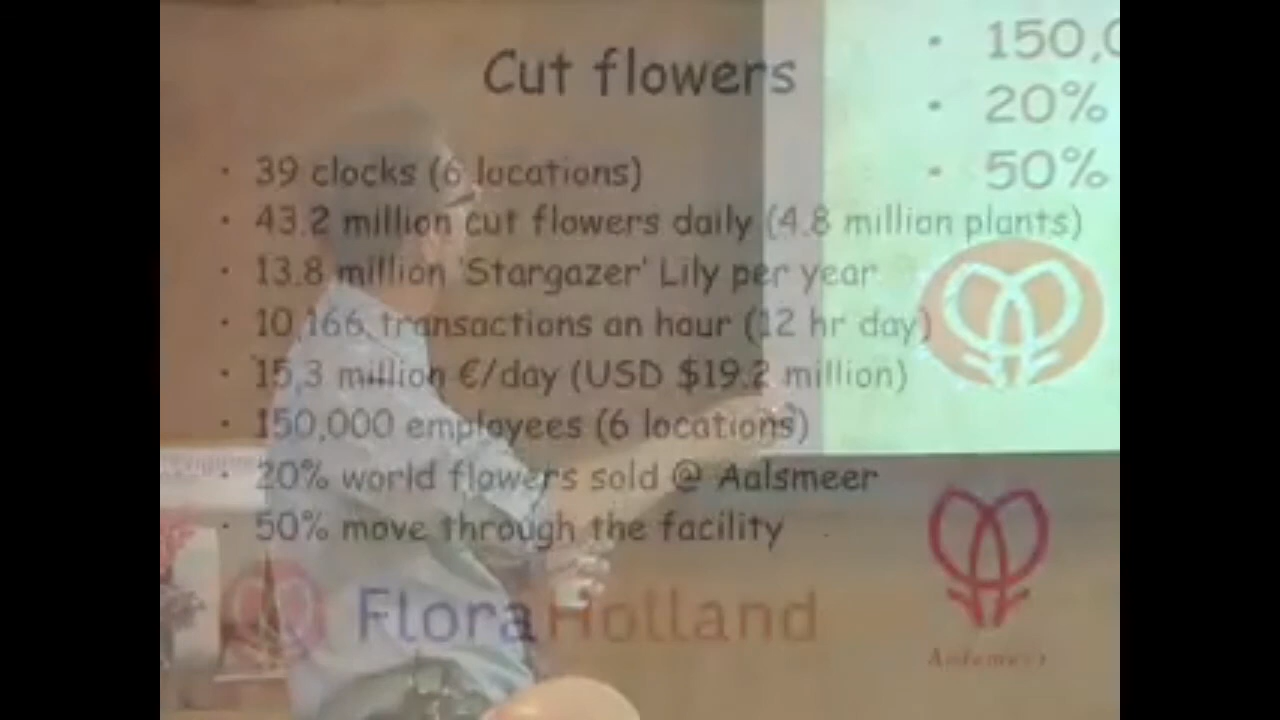 Cut flowers
• 39 clocks (6 locations)
• 43.2 million cut flowers daily (4.8 million plants)
• 13.8 million 'Stargazer' Lily per year
• 10,166 transactions an hour (12 hr day)
• 15,3 million €/day (USD $19.2 million)
• 150,000 employees (6 locations)
• 20% world flowers sold @ Aalsmeer
• 50% move through the facility
FloraHolland
Aalsmeer
• 150,0
• 20%
• 50%